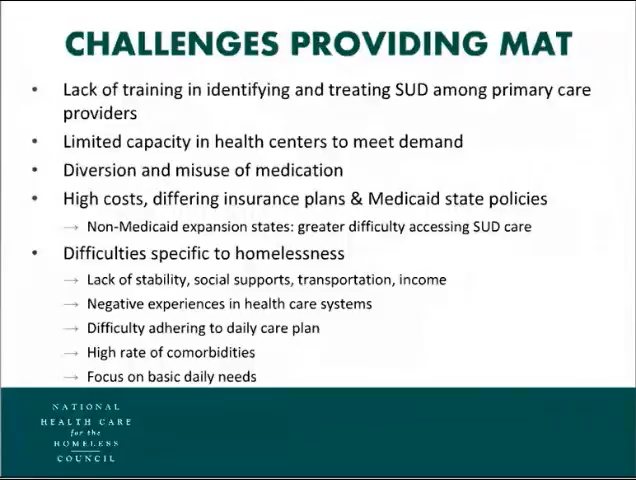 CHALLENGES PROVIDING MAT
• Lack of training in identifying and treating SUD among primary care
providers
• Limited capacity in health centers to meet demand
• Diversion and misuse of medication
• High costs, differing insurance plans & Medicaid state policies
→ Non-Medicaid expansion states: greater difficulty accessing SUD care
• Difficulties specific to homelessness
→ Lack of stability, social supports, transportation, income
→ Negative experiences in health care systems
→ Difficulty adhering to daily care plan
→ High rate of comorbidities
→ Focus on basic daily needs
NATIONAL
HEALTH CARE
for the
HOMELESS
COUNCIL